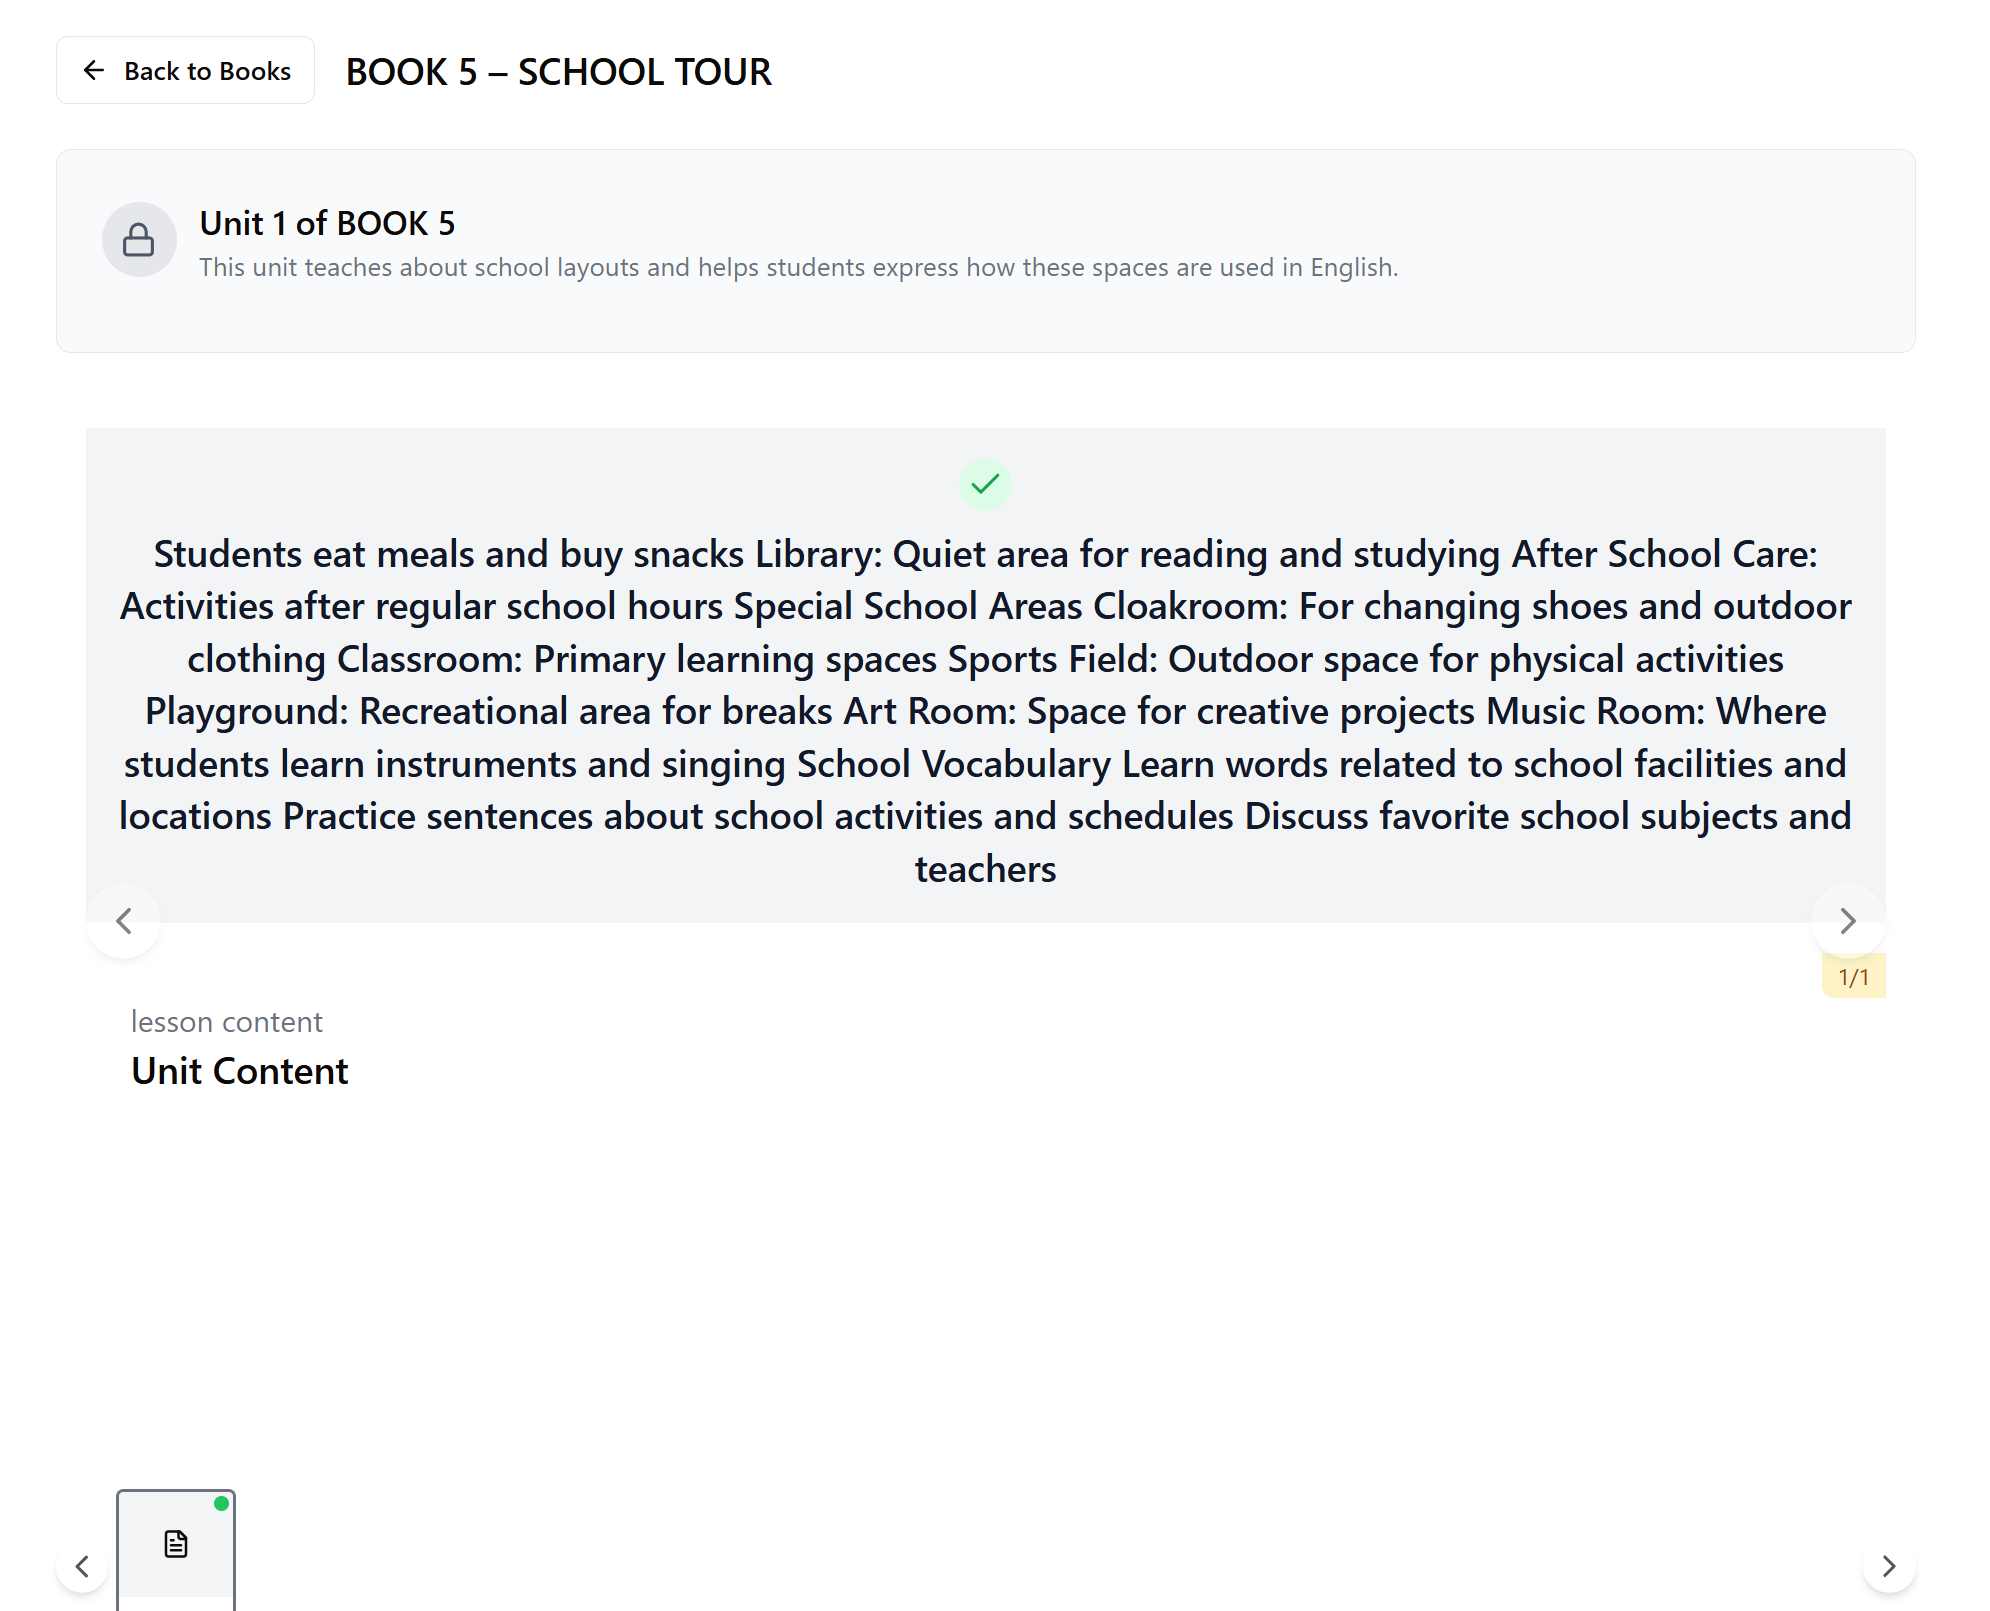 Back to Books
BOOK 5 – SCHOOL TOUR
Unit 1 of BOOK 5
This unit teaches about school layouts and helps students express how these spaces are used in English.
Students eat meals and buy snacks Library: Quiet area for reading and studying After School Care:
Activities after regular school hours Special School Areas Cloakroom: For changing shoes and outdoor
clothing Classroom: Primary learning spaces Sports Field: Outdoor space for physical activities
Playground: Recreational area for breaks Art Room: Space for creative projects Music Room: Where
students learn instruments and singing School Vocabulary Learn words related to school facilities and
locations Practice sentences about school activities and schedules Discuss favorite school subjects and
teachers
1/1
lesson content
Unit Content